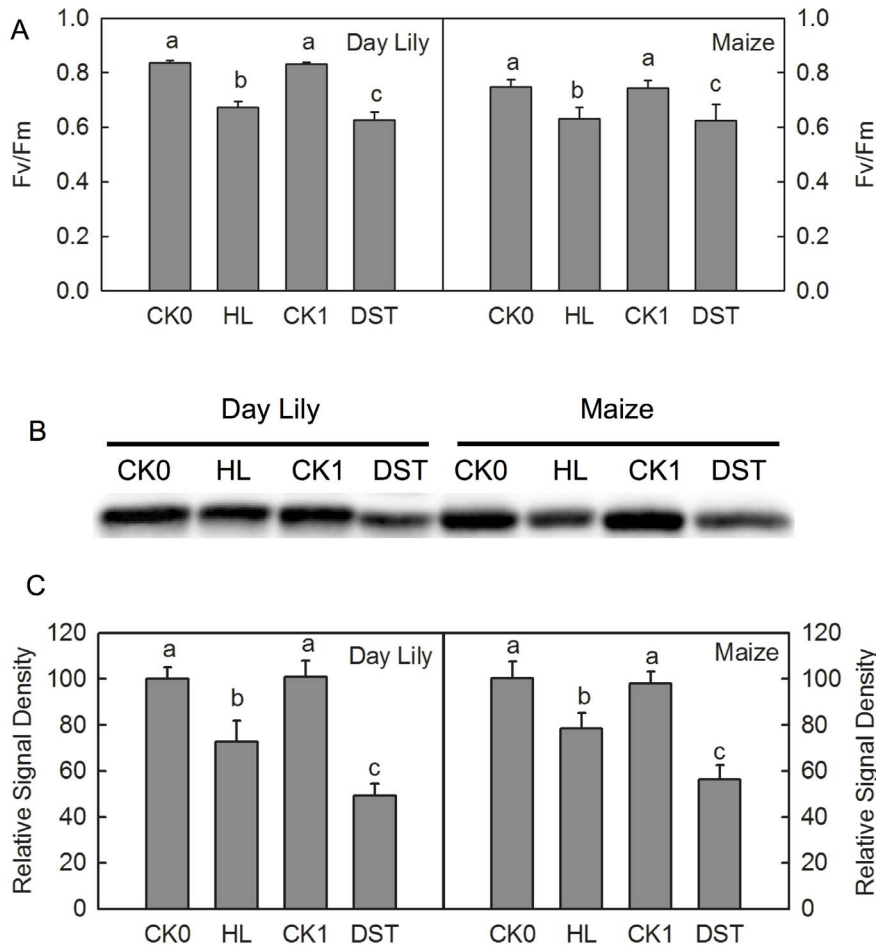 A
Day Lily
Maize
Fv/Fm
1.0
0.8
0.6
0.4
0.2
0.0
a
b
a
c
a
b
a
c
1.0
0.8
0.6
0.4
0.2
0.0
Fv/Fm
CK0 HL CK1 DST CK0 HL CK1 DST
B
Day Lily Maize
CK0 HL CK1 DST CK0 HL CK1 DST
C
Day Lily
Maize
Relative Signal Density
120
100
80
60
40
20
0
a
b
a
c
a
b
a
c
120
100
80
60
40
20
0
Relative Signal Density
CK0 HL CK1 DST CK0 HL CK1 DST